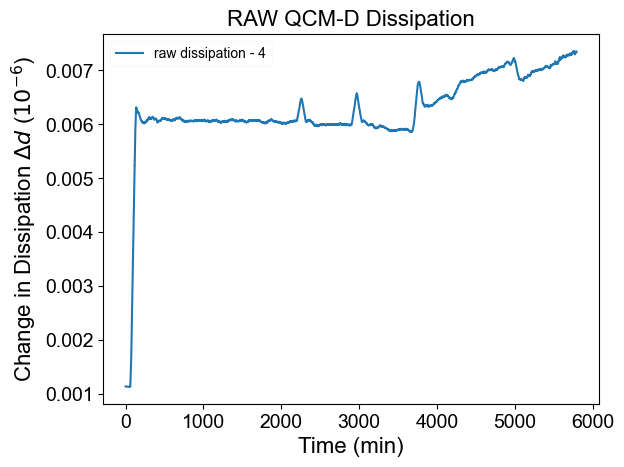 RAW QCM-D Dissipation
raw dissipation - 4
Change in Dissipation Δd (10⁻⁶)
0.007
0.006
0.005
0.004
0.003
0.002
0.001
0 1000 2000 3000 4000 5000 6000
Time (min)